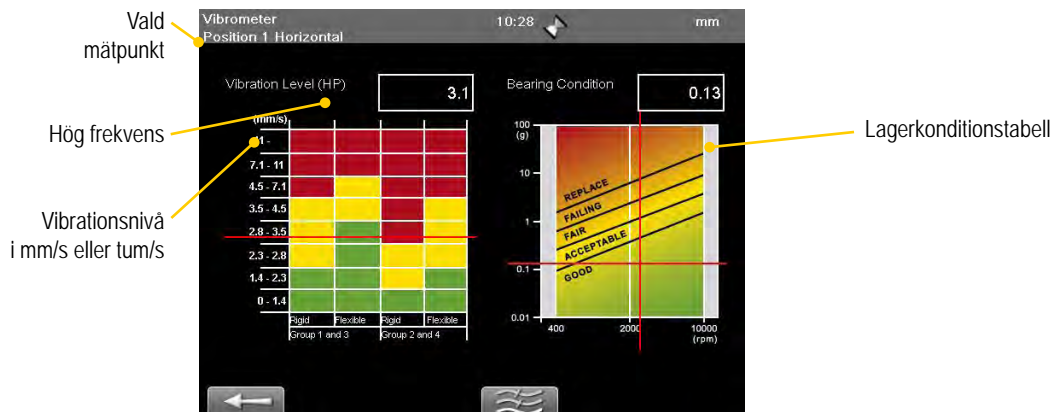 Vald
mätpunkt
Hög frekvens
Vibrationsnivå
i mm/s eller tum/s
Vibrometer
Position 1 Horizontal
10:28
mm
Vibration Level (HP)
3.1
Bearing Condition
0.13
(mm/s)
1 -
7.1 - 11
4.5 - 7.1
3.5 - 4.5
2.8 - 3.5
2.3 - 2.8
1.4 - 2.3
0 - 1.4
Rigid Flexible Rigid Flexible
Group 1 and 3 Group 2 and 4
100
(g)
10
1
0.1
0.01
REPLACE
FAILING
FAIR
ACCEPTABLE
GOOD
400 2000 10000
(rpm)
Lagerkonditionstabell